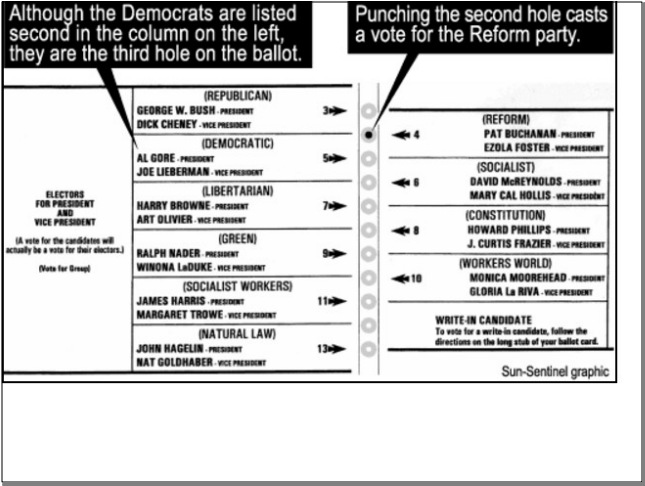 Although the Democrats are listed
second in the column on the left,
they are the third hole on the ballot.
Punching the second hole casts
a vote for the Reform party.
ELECTORS
FOR PRESIDENT
AND
VICE PRESIDENT
(A vote for the candidates will
actually be a vote for their electors.)
(Vote for Group)
(REPUBLICAN)
GEORGE W. BUSH - PRESIDENT
DICK CHENEY - VICE PRESIDENT
3
(DEMOCRATIC)
AL GORE - PRESIDENT
JOE LIEBERMAN - VICE PRESIDENT
5
(LIBERTARIAN)
HARRY BROWNE - PRESIDENT
ART OLIVIER - VICE PRESIDENT
7
(GREEN)
RALPH NADER - PRESIDENT
WINONA LaDUKE - VICE PRESIDENT
9
(SOCIALIST WORKERS)
JAMES HARRIS - PRESIDENT
MARGARET TROWE - VICE PRESIDENT
11
(NATURAL LAW)
JOHN HAGELIN - PRESIDENT
NAT GOLDHABER - VICE PRESIDENT
13
(REFORM)
4
PAT BUCHANAN - PRESIDENT
EZOLA FOSTER - VICE PRESIDENT
(SOCIALIST)
6
DAVID McREYNOLDS - PRESIDENT
MARY CAL HOLLIS - VICE PRESIDENT
(CONSTITUTION)
8
HOWARD PHILLIPS - PRESIDENT
J. CURTIS FRAZIER - VICE PRESIDENT
(WORKERS WORLD)
10
MONICA MOOREHEAD - PRESIDENT
GLORIA La RIVA - VICE PRESIDENT
WRITE-IN CANDIDATE
To vote for a write-in candidate, follow the
directions on the long stub of your ballot card.
Sun-Sentinel graphic